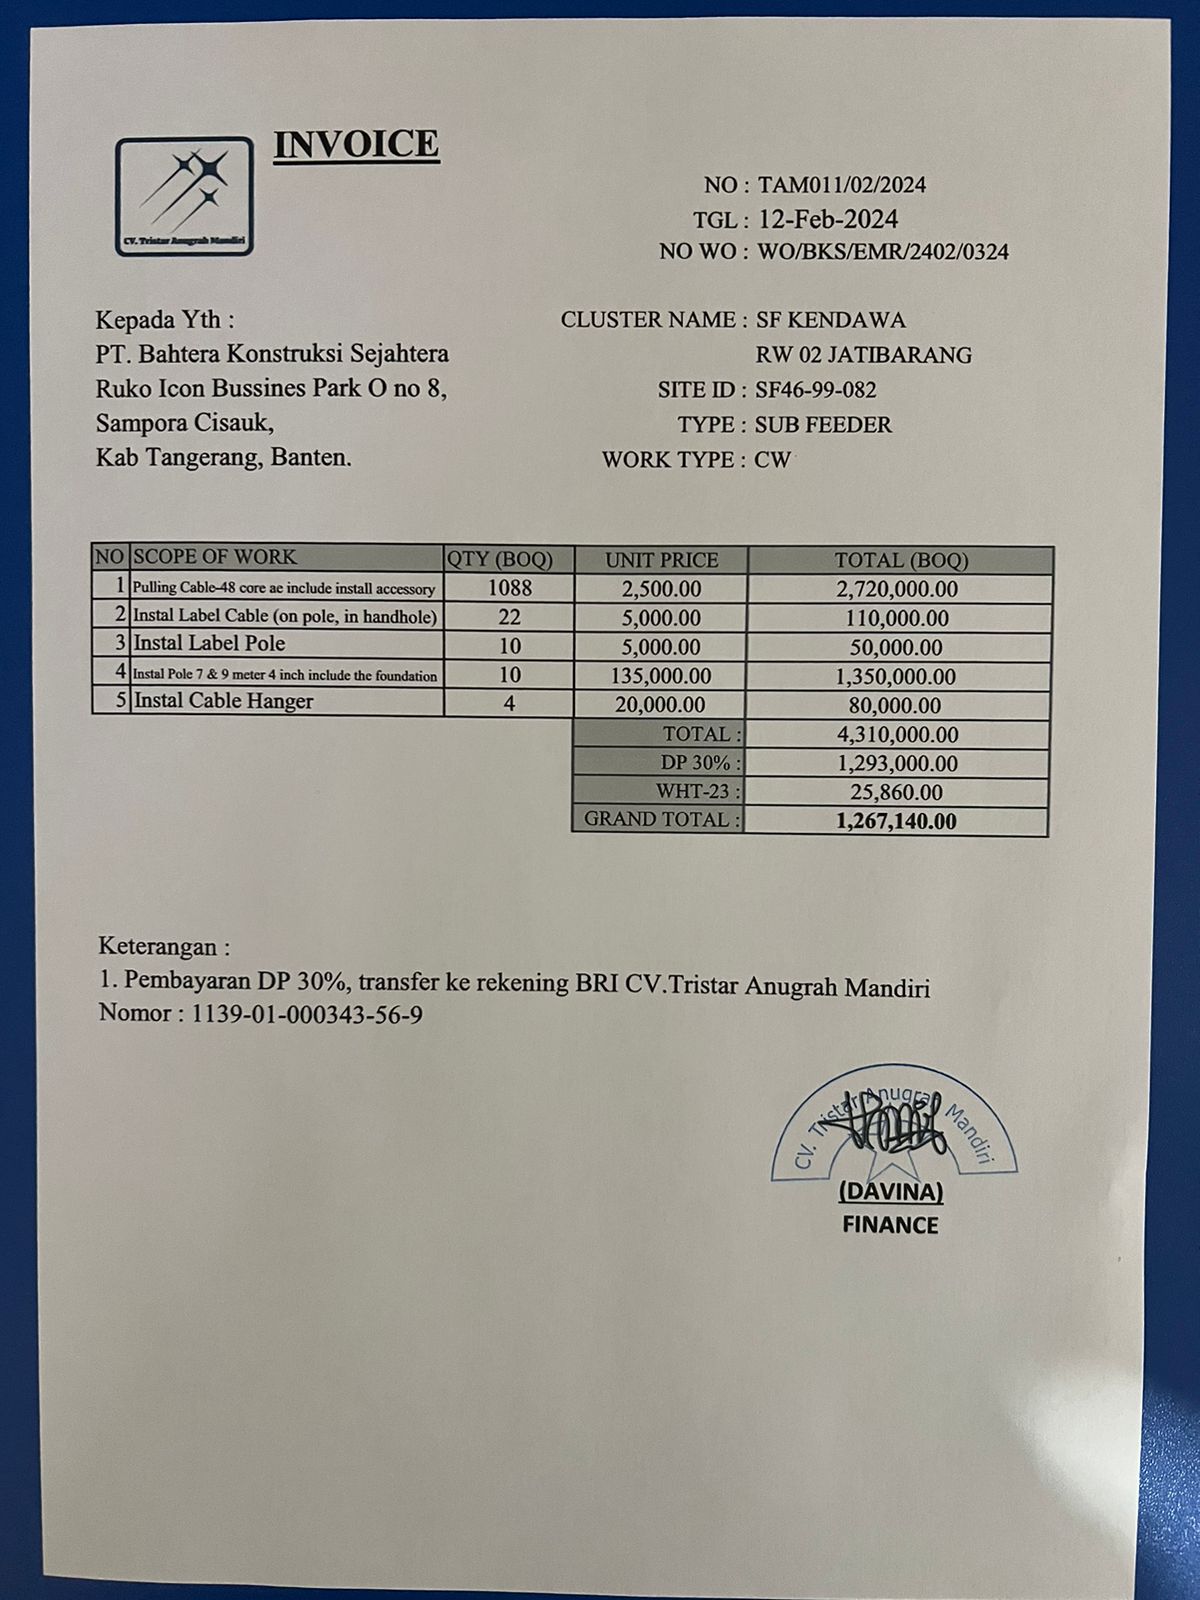 INVOICE
CV. Tristar Anugrah Mandiri
NO : TAM011/02/2024
TGL : 12-Feb-2024
NO WO : WO/BKS/EMR/2402/0324
Kepada Yth :
PT. Bahtera Konstruksi Sejahtera
Ruko Icon Bussines Park O no 8,
Sampora Cisauk,
Kab Tangerang, Banten.
CLUSTER NAME : SF KENDAWA
RW 02 JATIBARANG
SITE ID : SF46-99-082
TYPE : SUB FEEDER
WORK TYPE : CW
NO SCOPE OF WORK QTY (BOQ) UNIT PRICE TOTAL (BOQ)
1 Pulling Cable-48 core ae include install accessory 1088 2,500.00 2,720,000.00
2 Instal Label Cable (on pole, in handhole) 22 5,000.00 110,000.00
3 Instal Label Pole 10 5,000.00 50,000.00
4 Instal Pole 7 & 9 meter 4 inch include the foundation 10 135,000.00 1,350,000.00
5 Instal Cable Hanger 4 20,000.00 80,000.00
TOTAL : 4,310,000.00
DP 30% : 1,293,000.00
WHT-23 : 25,860.00
GRAND TOTAL : 1,267,140.00
Keterangan :
1. Pembayaran DP 30%, transfer ke rekening BRI CV.Tristar Anugrah Mandiri
Nomor : 1139-01-000343-56-9
CV. Tristar Anugrah Mandiri
(DAVINA)
FINANCE